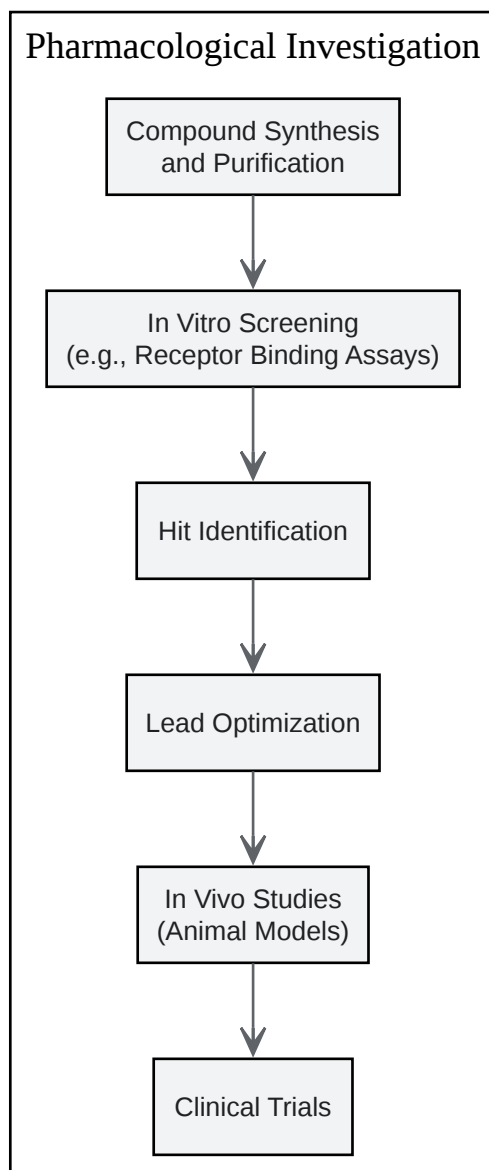 Pharmacological Investigation
Compound Synthesis
and Purification
In Vitro Screening
(e.g., Receptor Binding Assays)
Hit Identification
Lead Optimization
In Vivo Studies
(Animal Models)
Clinical Trials